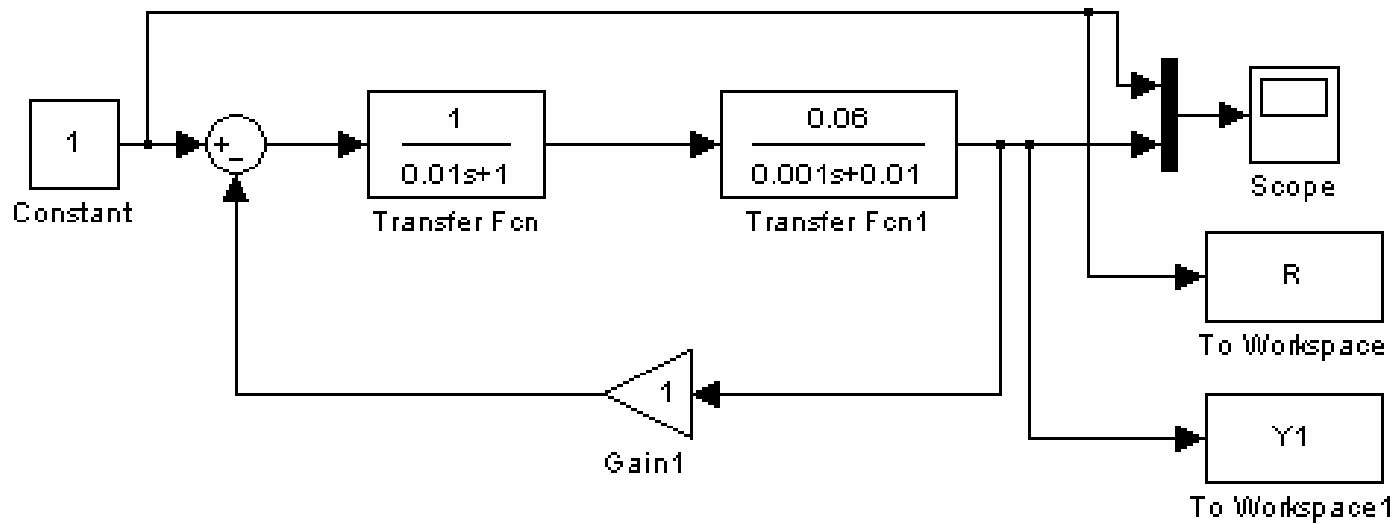 1
+
−
Constant
1
0.01s+1
Transfer Fcn
0.06
0.001s+0.01
Transfer Fcn1
Scope
R
To Workspace
1
Gain1
Y1
To Workspace1